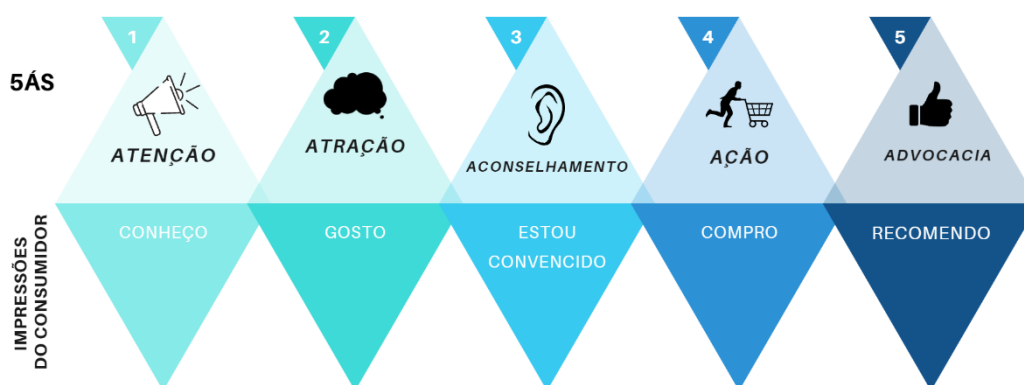 1
2
3
4
5
5ÁS
ATENÇÃO
ATRAÇÃO
ACONSELHAMENTO
AÇÃO
ADVOCACIA
IMPRESSÕES
DO CONSUMIDOR
CONHEÇO
GOSTO
ESTOU
CONVENCIDO
COMPRO
RECOMENDO